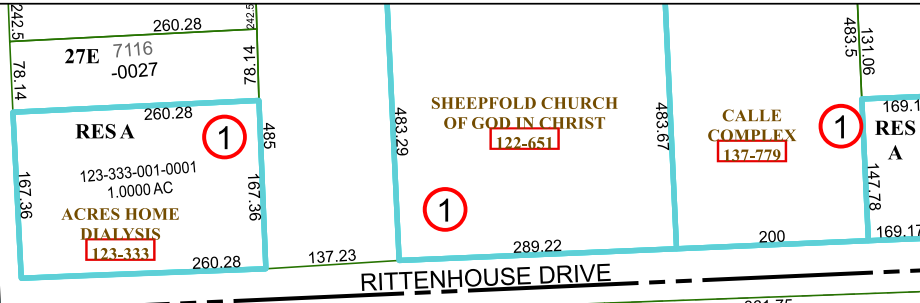 242.5
260.28
242.5
27E
7116
-0027
78.14
78.14
483.5
131.06
260.28
RES A
1
485
123-333-001-0001
1.0000 AC
167.36
167.36
ACRES HOME
DIALYSIS
123-333
260.28
137.23
483.29
SHEEPFOLD CHURCH
OF GOD IN CHRIST
122-651
1
483.67
289.22
CALLE
COMPLEX
137-779
1
200
169.1
RES
A
147.78
169.17
RITTENHOUSE DRIVE